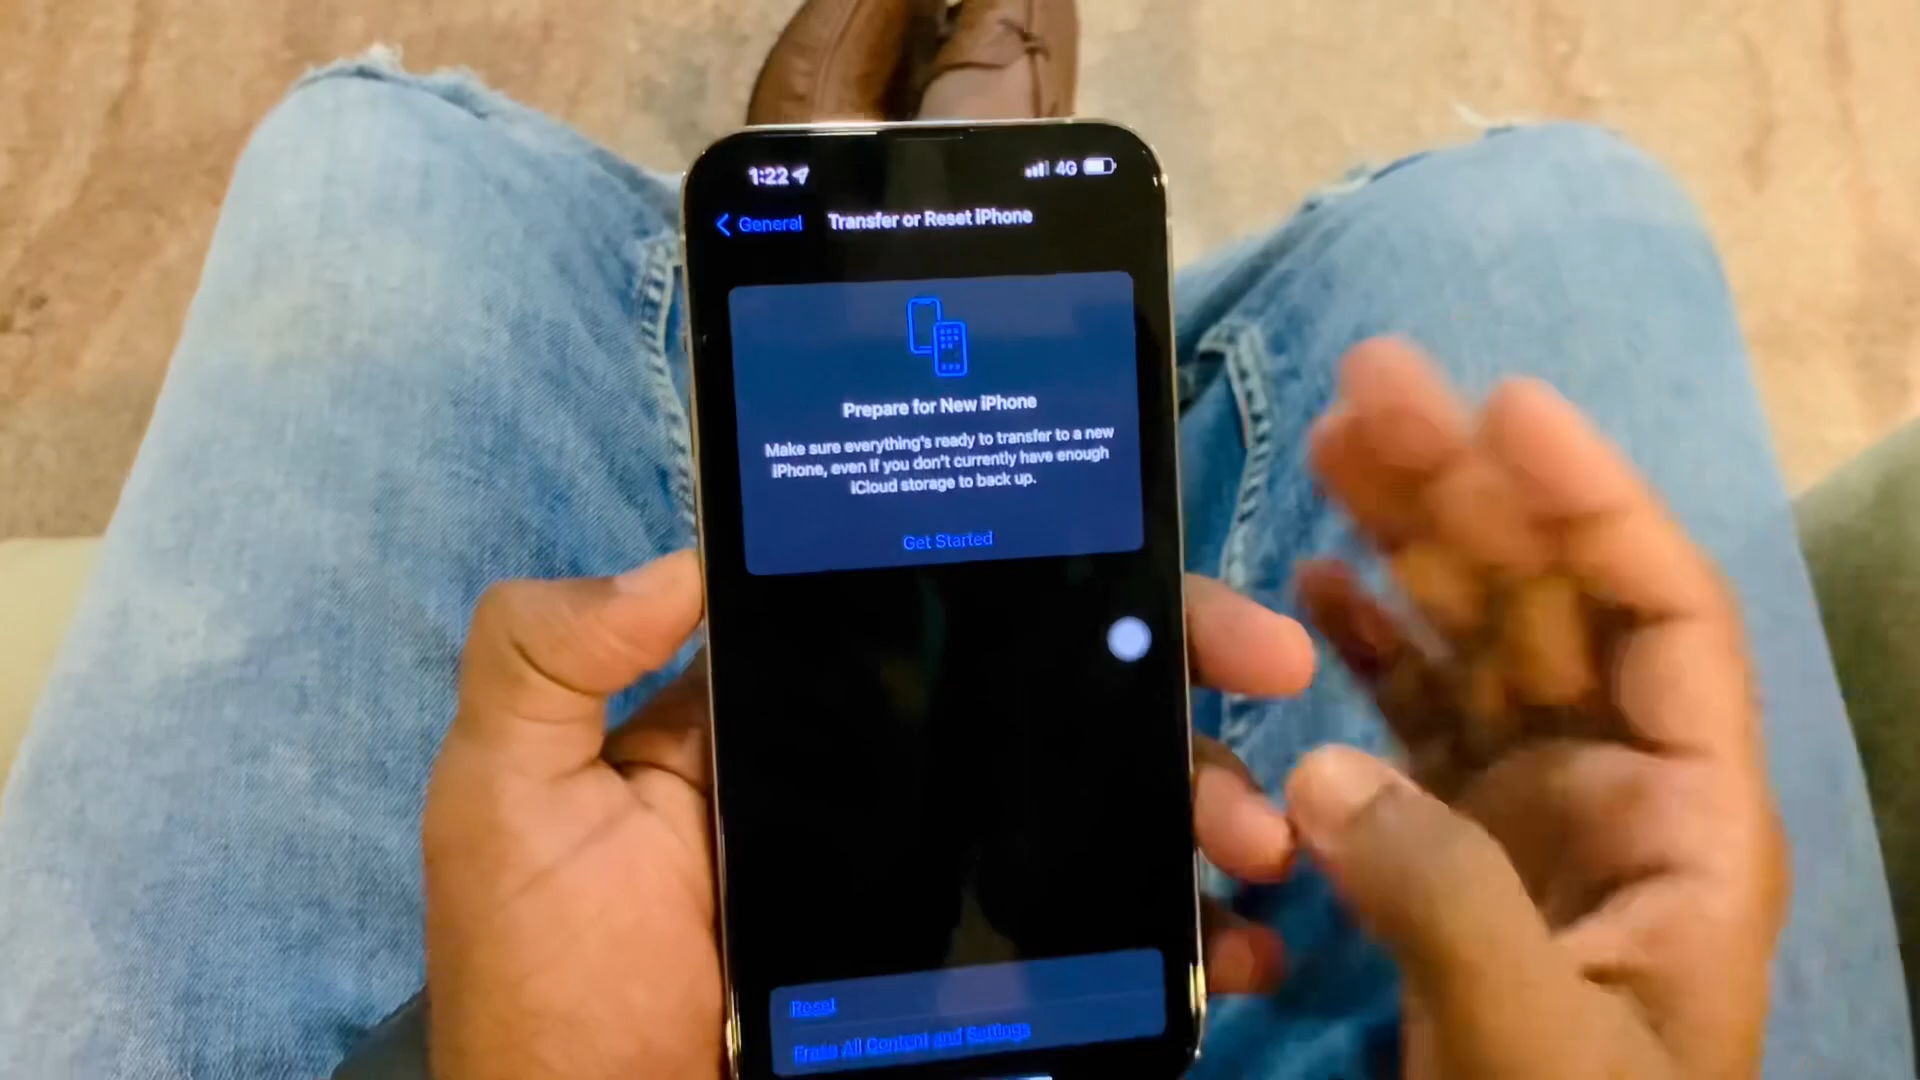 1:22
4G
General
Transfer or Reset iPhone
Prepare for New iPhone
Make sure everything's ready to transfer to a new
iPhone, even if you don't currently have enough
iCloud storage to back up.
Get Started
Reset
Erase All Content and Settings